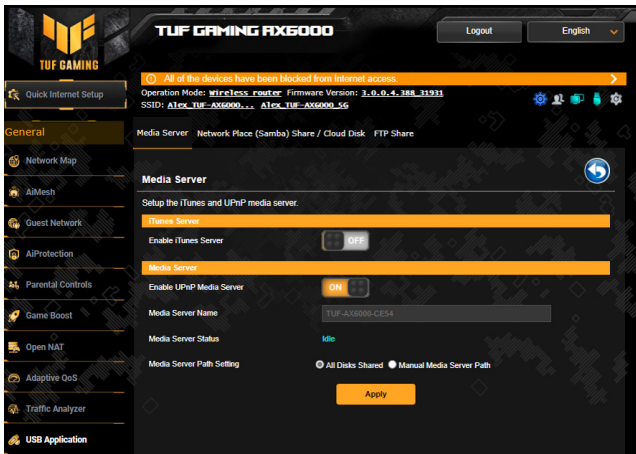 TUF GAMING
TUF GAMING AX6000
Logout
English
All of the devices have been blocked from Internet access.
Quick Internet Setup
Operation Mode: Wireless router Firmware Version: 3.0.0.4.388_31931
SSID: Alex_TUF-AX6000... Alex_TUF-AX6000_5G
General
Media Server Network Place (Samba) Share / Cloud Disk FTP Share
Network Map
AiMesh
Guest Network
AiProtection
Parental Controls
Game Boost
Open NAT
Adaptive QoS
Traffic Analyzer
USB Application
Media Server
Setup the iTunes and UPnP media server.
iTunes Server
Enable iTunes Server OFF
Media Server
Enable UPnP Media Server ON
Media Server Name TUF-AX6000-CE54
Media Server Status Idle
Media Server Path Setting All Disks Shared Manual Media Server Path
Apply